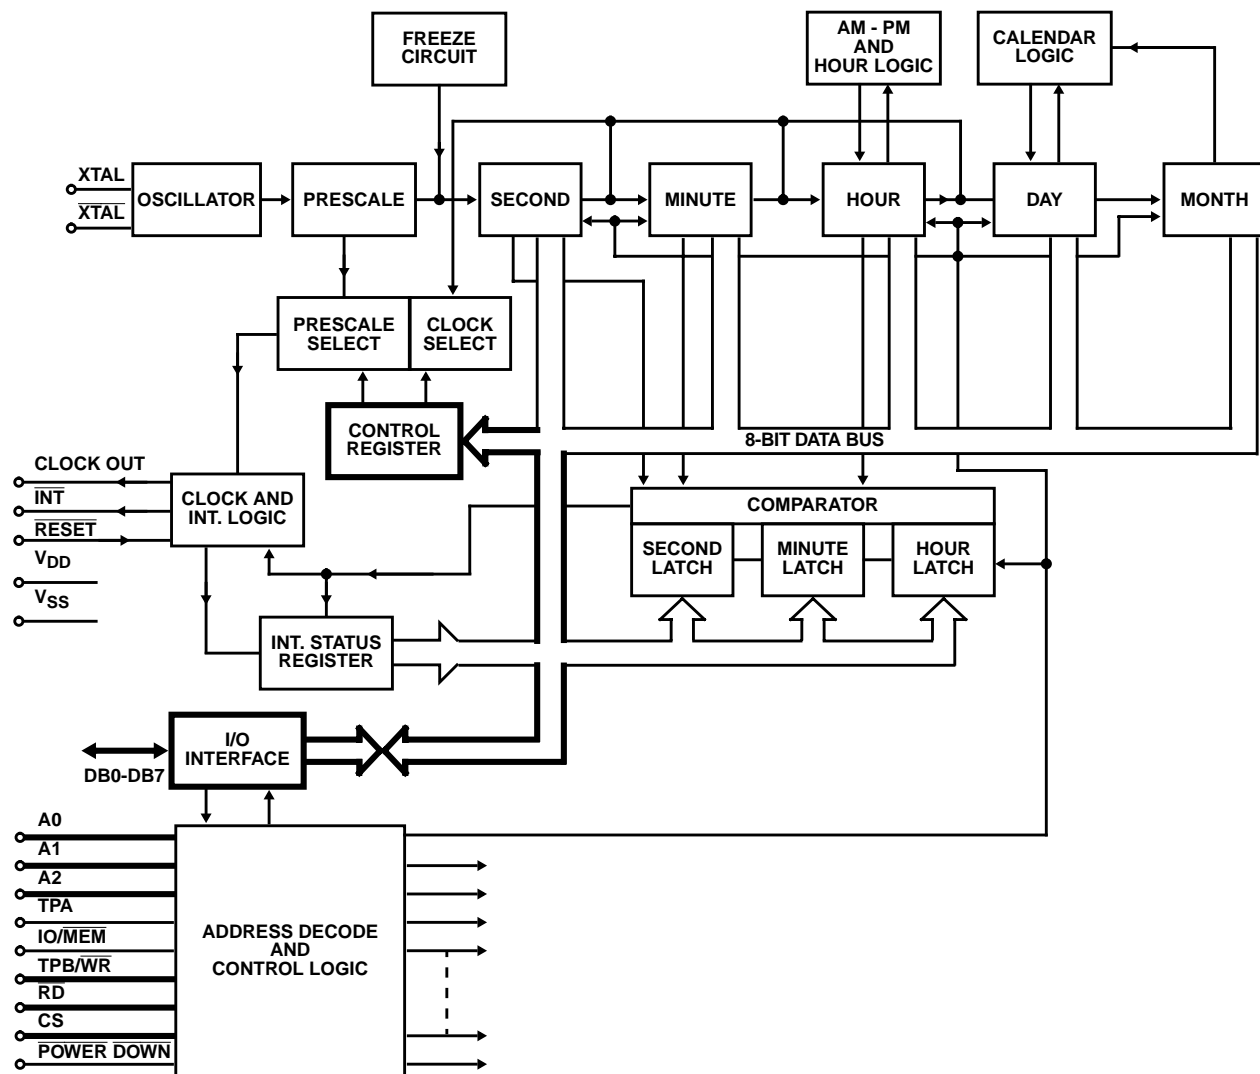 FREEZE
CIRCUIT
AM - PM
AND
HOUR LOGIC
CALENDAR
LOGIC
XTAL
XTAL
OSCILLATOR
PRESCALE
SECOND
MINUTE
HOUR
DAY
MONTH
PRESCALE
SELECT
CLOCK
SELECT
CONTROL
REGISTER
8-BIT DATA BUS
CLOCK OUT
INT
RESET
VDD
VSS
CLOCK AND
INT. LOGIC
COMPARATOR
SECOND
LATCH
MINUTE
LATCH
HOUR
LATCH
INT. STATUS
REGISTER
I/O
INTERFACE
DB0-DB7
A0
A1
A2
TPA
IO/MEM
TPB/WR
RD
CS
POWER DOWN
ADDRESS DECODE
AND
CONTROL LOGIC